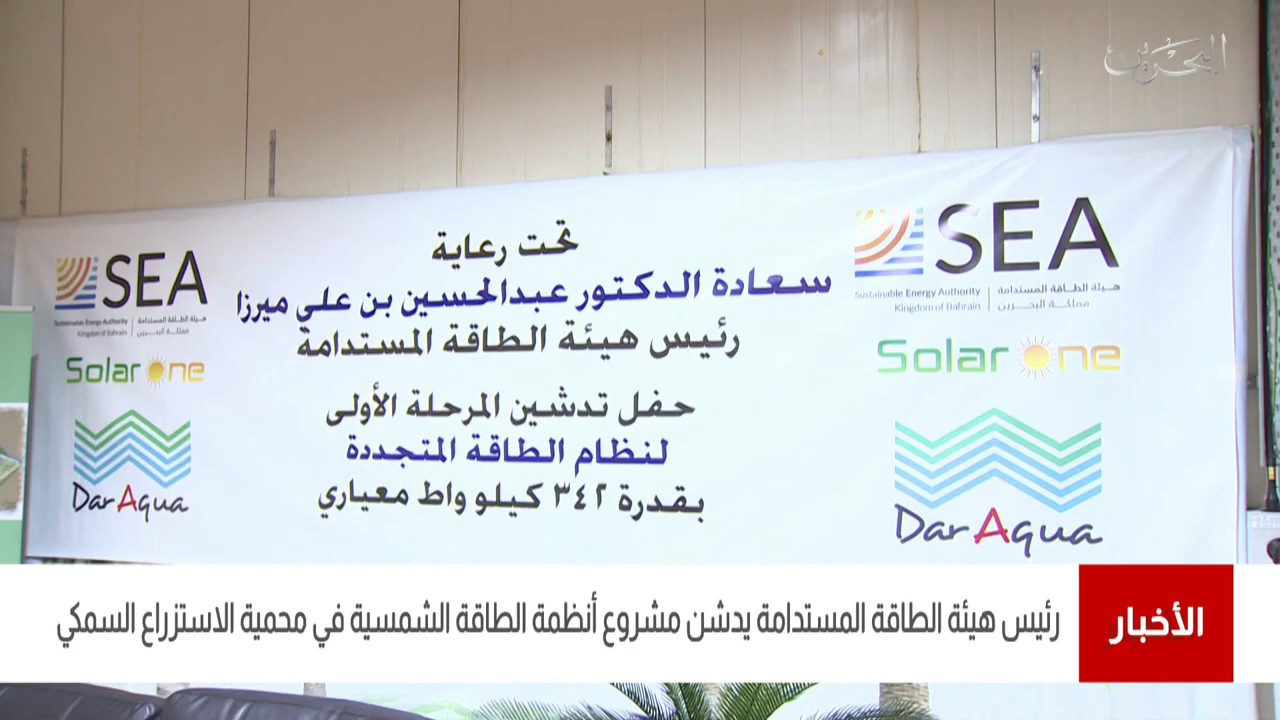 البحرين
تحت رعاية
سعادة الدكتور عبدالحسين بن علي ميرزا
رئيس هيئة الطاقة المستدامة
حفل تدشين المرحلة الأولى
لنظام الطاقة المتجددة
بقدرة ٣٤٢ كيلو واط معياري
SEA
Sustainable Energy Authority
Kingdom of Bahrain
هيئة الطاقة المستدامة
مملكة البحرين
Solar One
DarAqua
SEA
Sustainable Energy Authority
Kingdom of Bahrain
هيئة الطاقة المستدامة
مملكة البحرين
Solar One
DarAqua
الأخبار
رئيس هيئة الطاقة المستدامة يدشن مشروع أنظمة الطاقة الشمسية في محمية الاستزراع السمكي